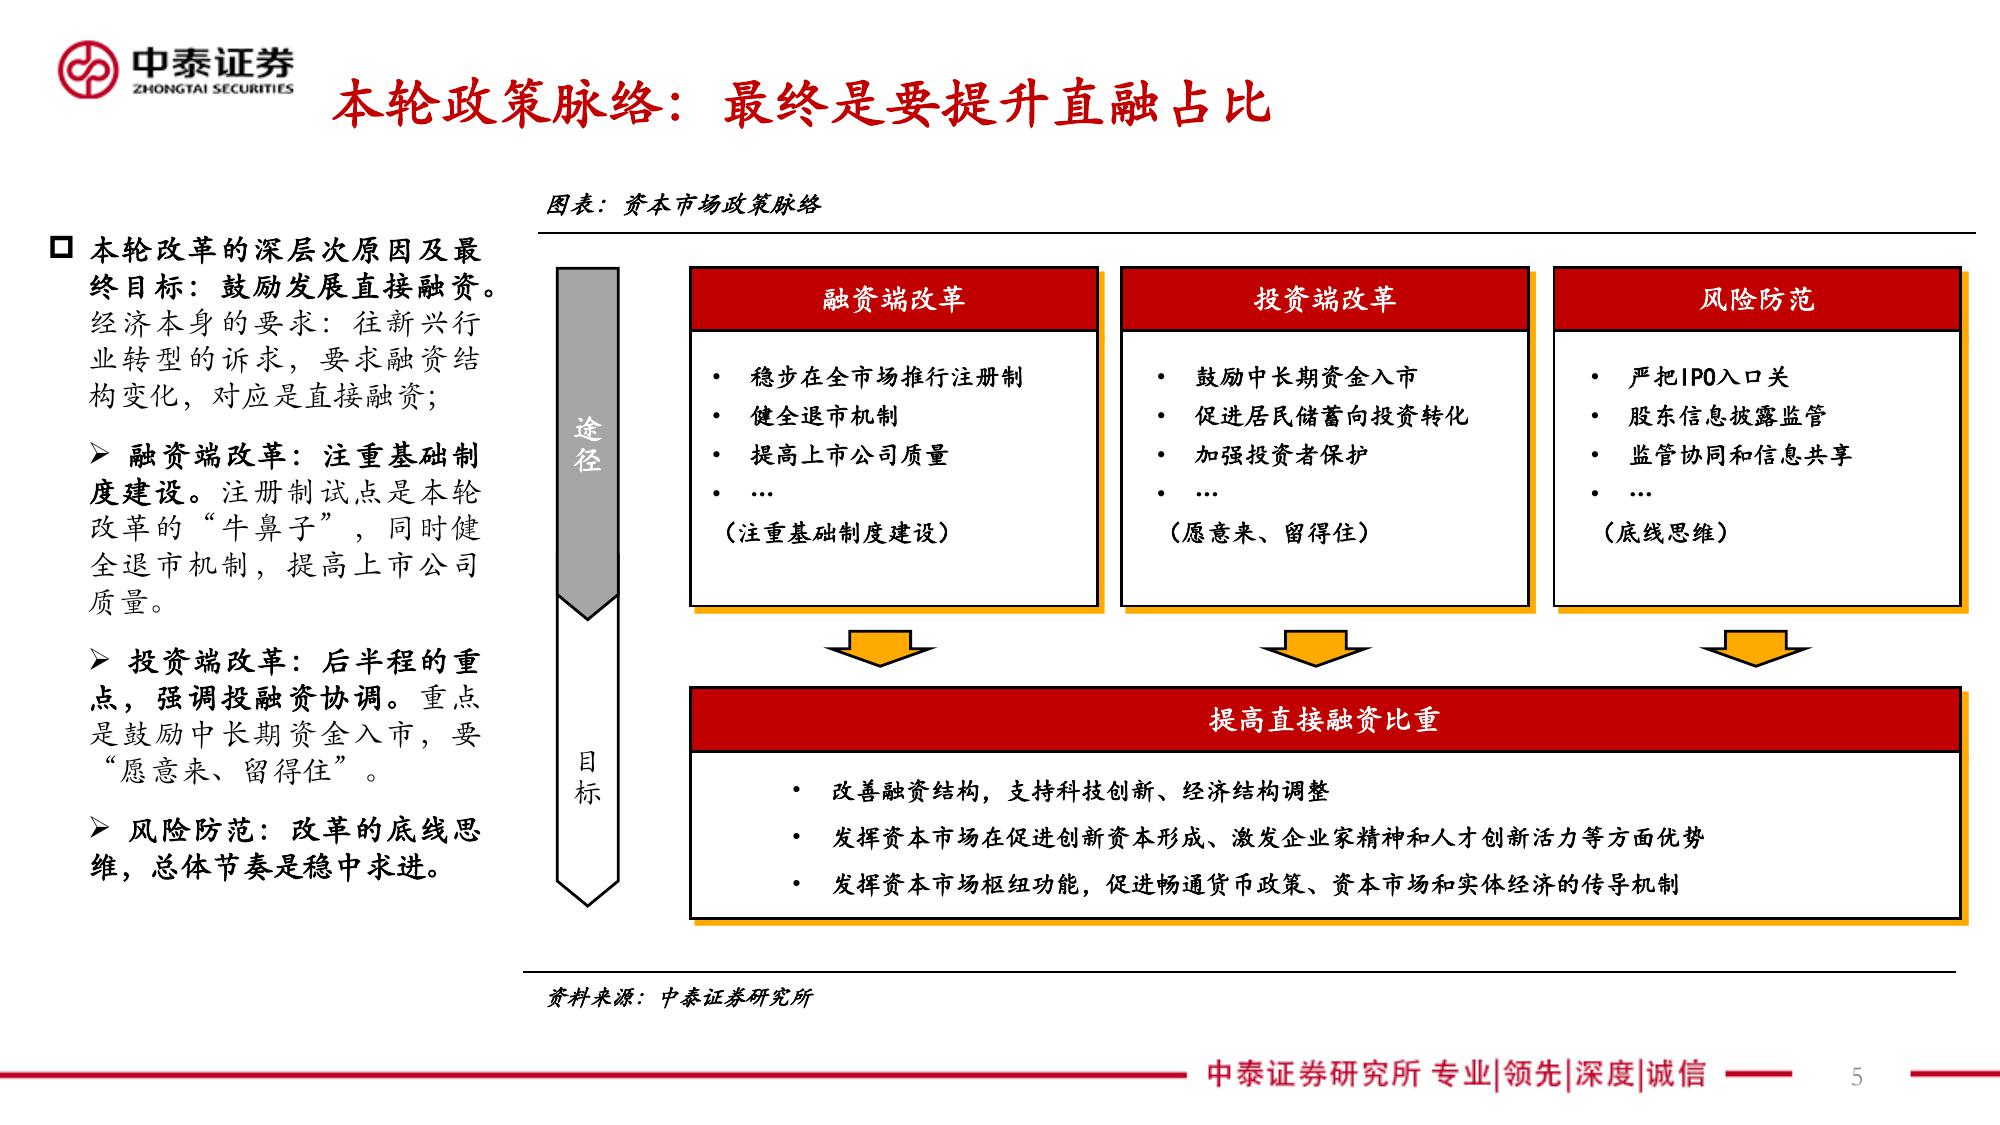 中泰证券
ZHONGTAI SECURITIES
本轮政策脉络：最终是要提升直融占比
本轮改革的深层次原因及最
终目标：鼓励发展直接融资。
经济本身的要求：往新兴行
业转型的诉求，要求融资结
构变化，对应是直接融资；
➢ 融资端改革：注重基础制
度建设。注册制试点是本轮
改革的“牛鼻子”，同时健
全退市机制，提高上市公司
质量。
➢ 投资端改革：后半程的重
点，强调投融资协调。重点
是鼓励中长期资金入市，要
“愿意来、留得住”。
➢ 风险防范：改革的底线思
维，总体节奏是稳中求进。
图表：资本市场政策脉络
途
径
目
标
融资端改革
• 稳步在全市场推行注册制
• 健全退市机制
• 提高上市公司质量
• …
（注重基础制度建设）
投资端改革
• 鼓励中长期资金入市
• 促进居民储蓄向投资转化
• 加强投资者保护
• …
（愿意来、留得住）
风险防范
• 严把IPO入口关
• 股东信息披露监管
• 监管协同和信息共享
• …
（底线思维）
提高直接融资比重
• 改善融资结构，支持科技创新、经济结构调整
• 发挥资本市场在促进创新资本形成、激发企业家精神和人才创新活力等方面优势
• 发挥资本市场枢纽功能，促进畅通货币政策、资本市场和实体经济的传导机制
资料来源：中泰证券研究所
中泰证券研究所 专业|领先|深度|诚信
5